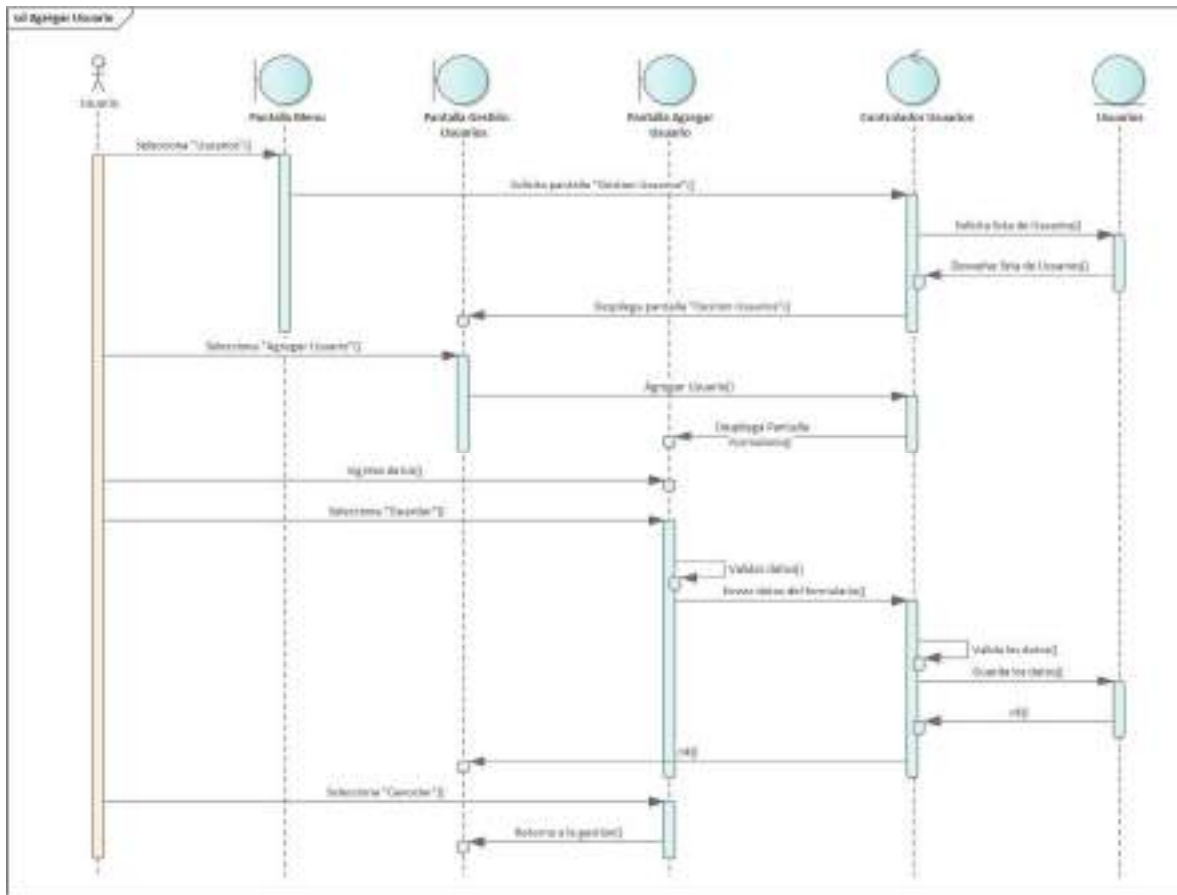 sd Agregar Usuario
Usuario
Pantalla Menu
Pantalla Gestión
Usuarios
Pantalla Agregar
Usuario
Controlador Usuarios
Usuarios
Selecciona "Usuarios"()
Solicita pantalla "Gestion Usuarios"()
Solicita lista de Usuarios()
Devuelve lista de Usuarios()
Despliega pantalla "Gestion Usuarios"()
Selecciona "Agregar Usuario"()
Agregar Usuario()
Despliega Pantalla
Formulario()
Ingresa datos()
Selecciona "Guardar"()
Validas datos()
Enviar datos del formulario()
Valida los datos()
Guarda los datos()
ok()
ok()
Selecciona "Cancelar"()
Retorna a la gestion()